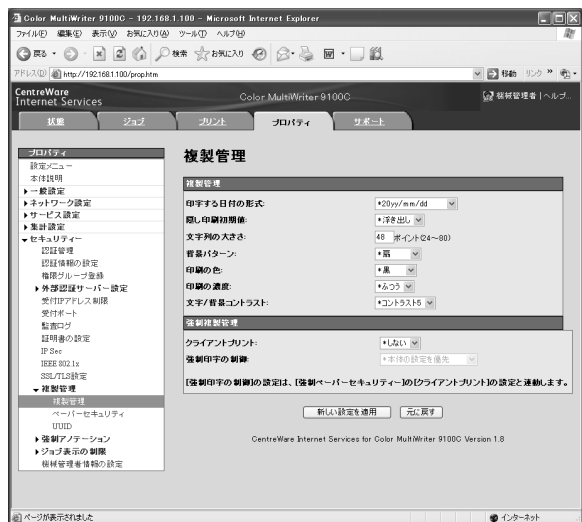 Color MultiWriter 9100C - 192.168.1.100 - Microsoft Internet Explorer
ファイル(F) 編集(E) 表示(V) お気に入り(A) ツール(T) ヘルプ(H)
戻る 検索 お気に入り
アドレス(D) http://192.168.1.100/prop.htm 移動 リンク »
CentreWare
Internet Services
Color MultiWriter 9100C
機械管理者 | ヘルプ...
状態 ジョブ プリント プロパティ サポート
プロパティ
設定メニュー
本体説明
一般設定
ネットワーク設定
サービス設定
集計設定
セキュリティー
認証管理
認証情報の設定
権限グループ登録
外部認証サーバー設定
受付IPアドレス制限
受付ポート
監査ログ
証明書の設定
IP Sec
IEEE 802.1x
SSL/TLS設定
複製管理
複製管理
ペーパーセキュリティ
UUID
強制アノテーション
ジョブ表示の制限
機械管理者情報の設定
複製管理
複製管理
印字する日付の形式: *20yy/mm/dd
隠し印刷初期値: *浮き出し
文字列の大きさ: 48 ポイント(24～80)
背景パターン: *扇
印刷の色: *黒
印刷の濃度: *ふつう
文字/背景コントラスト: *コントラスト5
強制複製管理
クライアントプリント: *しない
強制印字の制御: *本体の設定を優先
[強制印字の制御]の設定は、[強制ペーパーセキュリティー]の[クライアントプリント]の設定と連動します。
新しい設定を適用 元に戻す
CentreWare Internet Services for Color MultiWriter 9100C Version 1.8
ページが表示されました インターネット